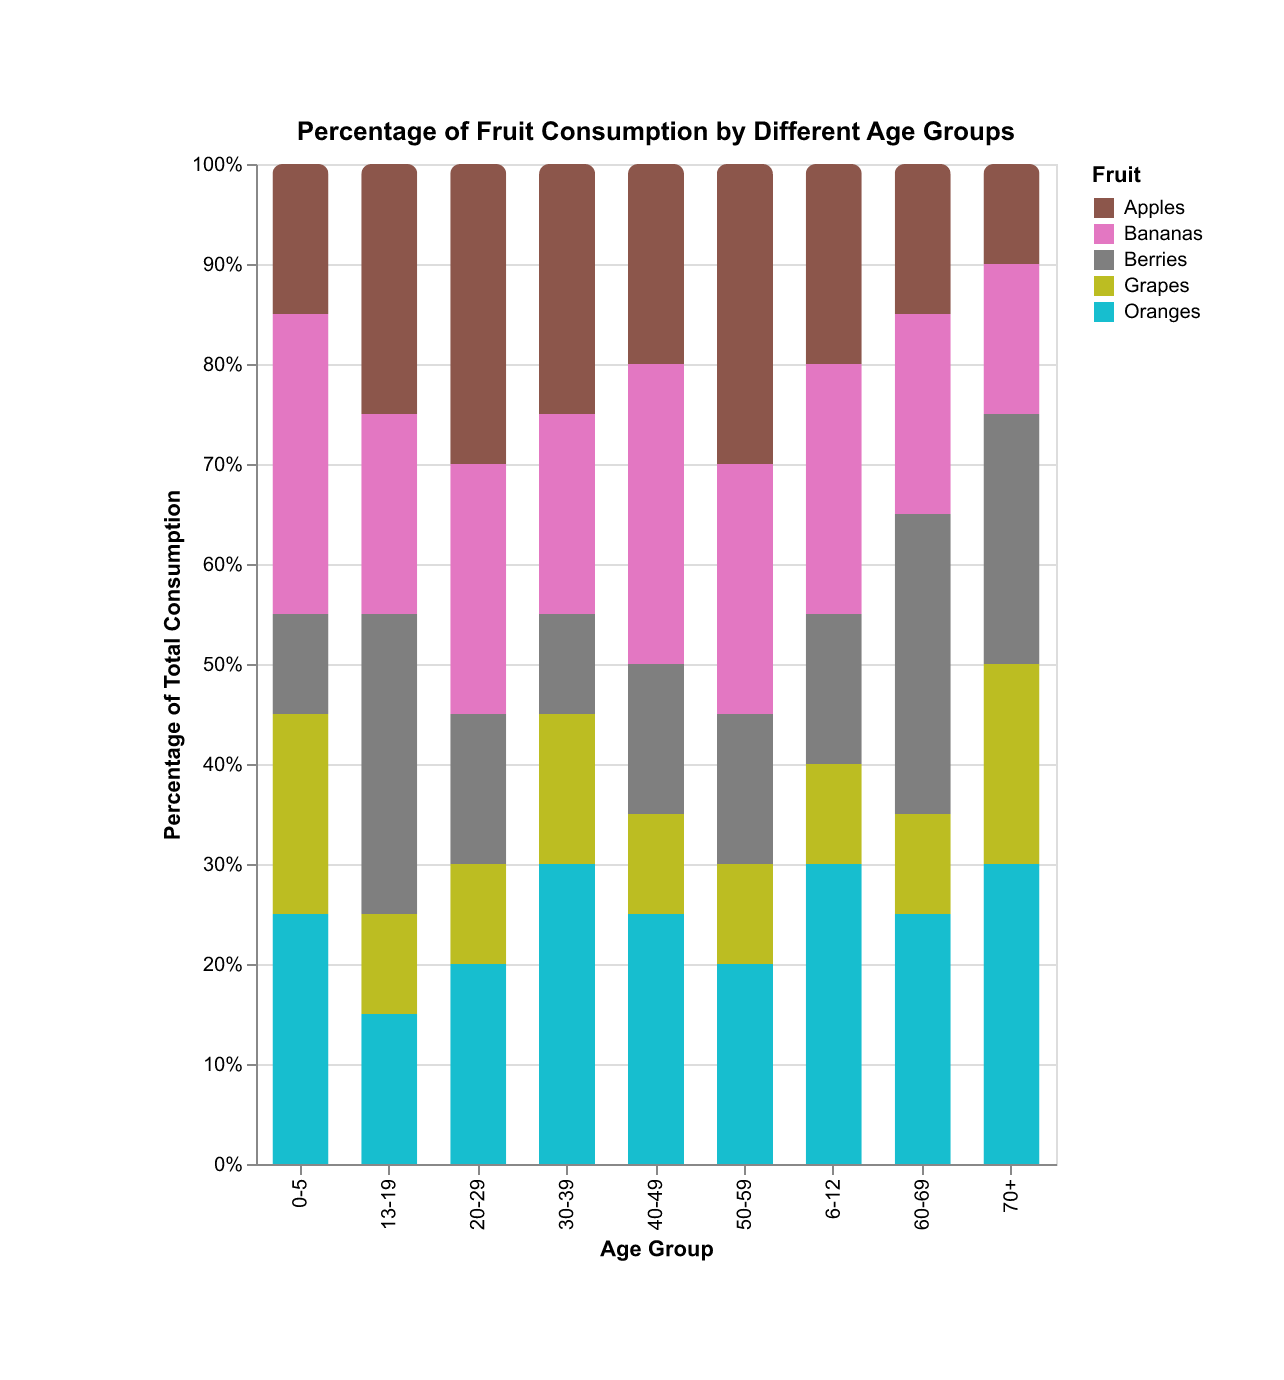 Percentage of Fruit Consumption by Different Age Groups
Fruit
Apples
Bananas
Berries
Grapes
Oranges
Percentage of Total Consumption
100%
90%
80%
70%
60%
50%
40%
30%
20%
10%
0%
0-5
13-19
20-29
30-39
40-49
50-59
6-12
60-69
70+
Age Group